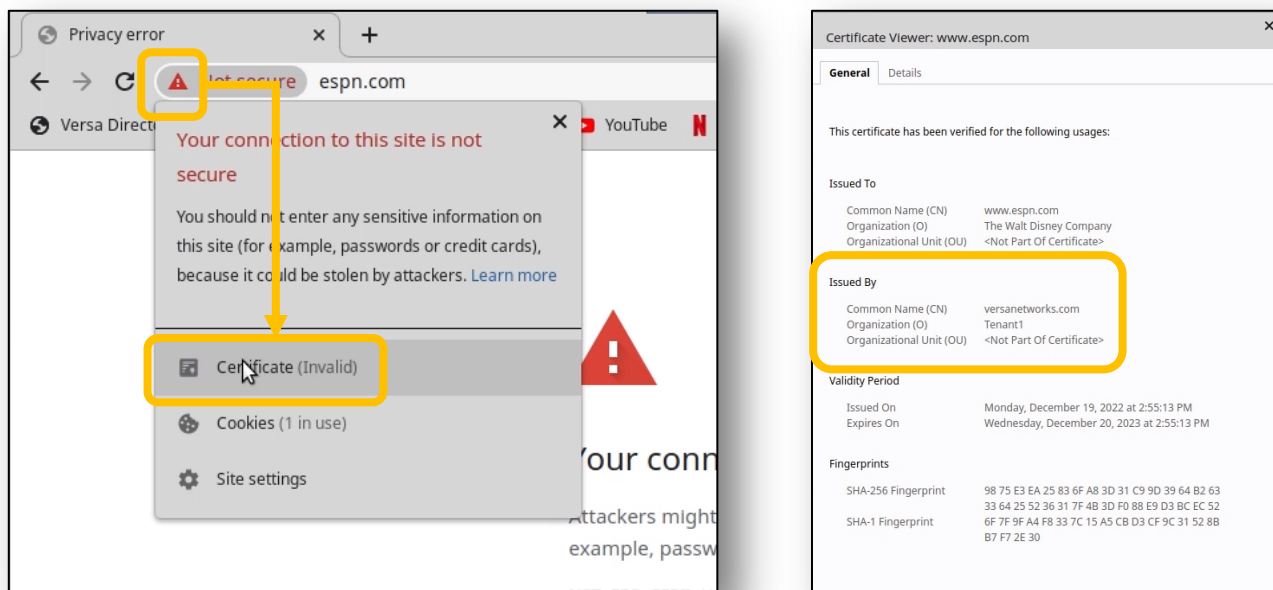 Privacy error
Not secure espn.com
Versa Direct
YouTube
Your connection to this site is not
secure
You should not enter any sensitive information on
this site (for example, passwords or credit cards),
because it could be stolen by attackers. Learn more
Certificate (Invalid)
Cookies (1 in use)
Site settings
Your conn
Attackers might
example, passw
Certificate Viewer: www.espn.com
General Details
This certificate has been verified for the following usages:
Issued To
Common Name (CN) www.espn.com
Organization (O) The Walt Disney Company
Organizational Unit (OU) <Not Part Of Certificate>
Issued By
Common Name (CN) versanetworks.com
Organization (O) Tenant1
Organizational Unit (OU) <Not Part Of Certificate>
Validity Period
Issued On Monday, December 19, 2022 at 2:55:13 PM
Expires On Wednesday, December 20, 2023 at 2:55:13 PM
Fingerprints
SHA-256 Fingerprint 98 75 E3 EA 25 83 6F A8 3D 31 C9 9D 39 64 B2 63
33 64 25 52 36 31 7F 4B 3D F0 88 E9 D3 BC EC 52
SHA-1 Fingerprint 6F 7F 9F A4 F8 33 7C 15 A5 CB D3 CF 9C 31 52 8B
B7 F7 2E 30